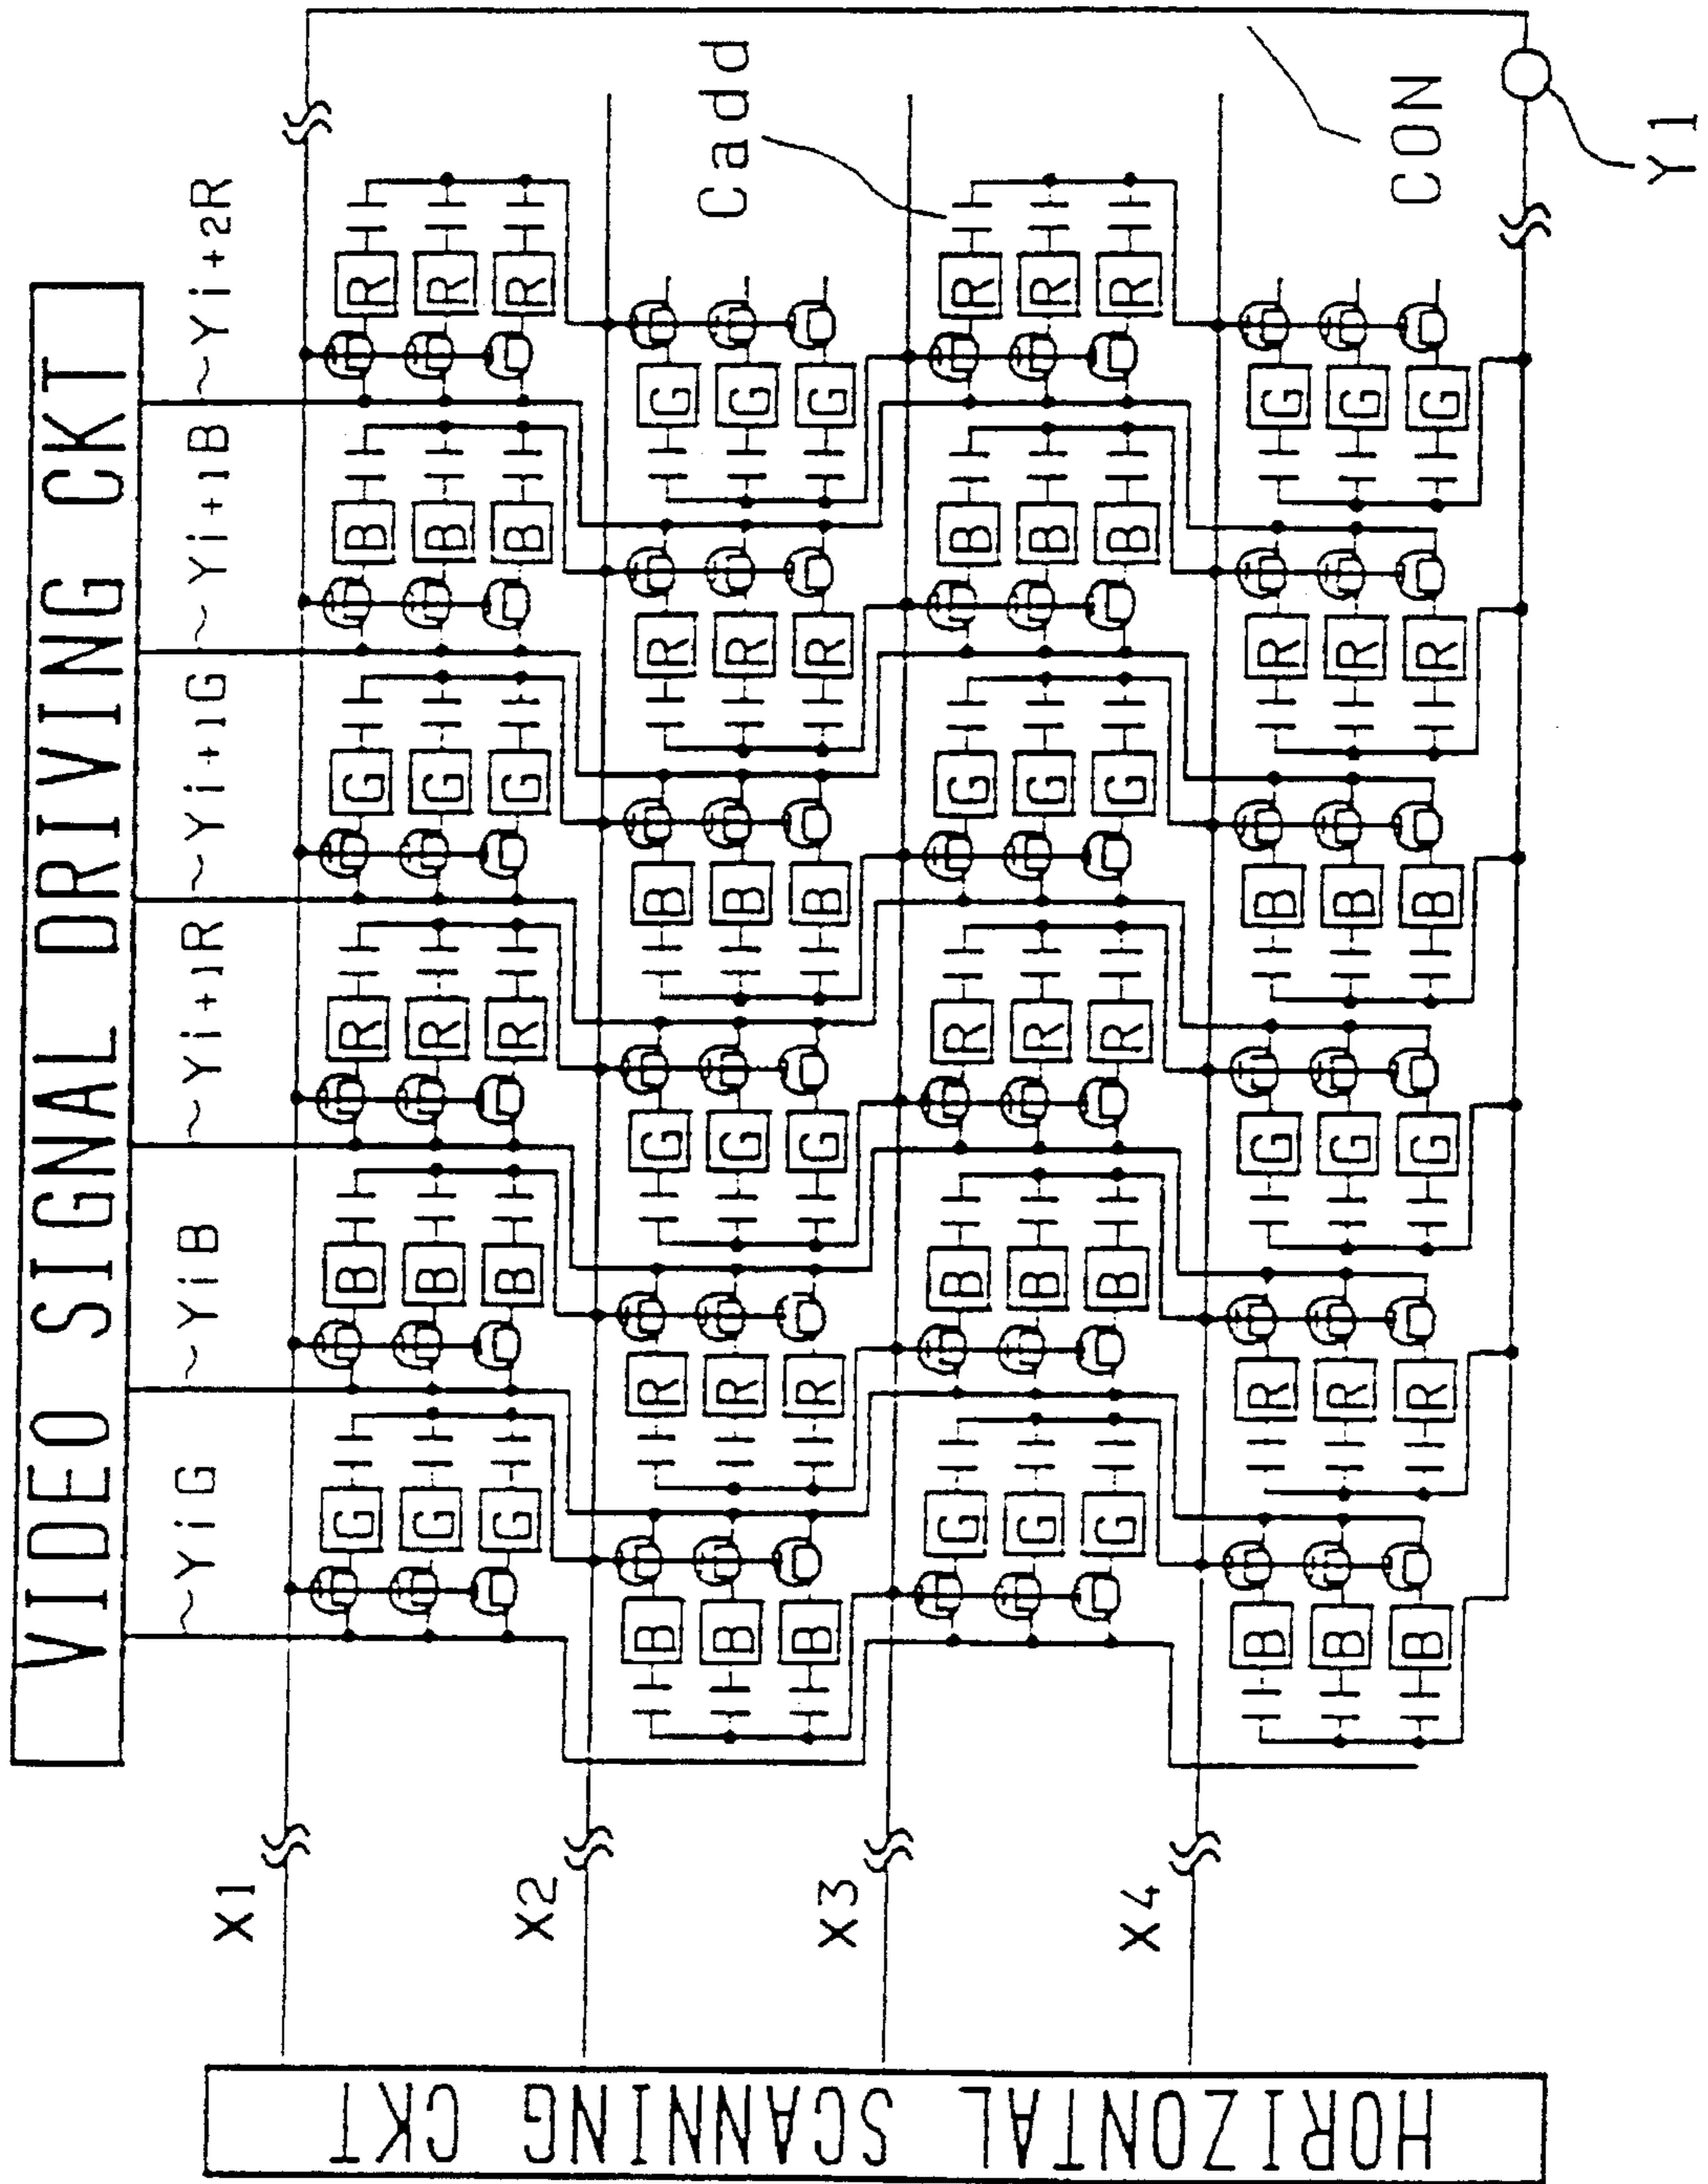 VIDEO SIGNAL DRIVING CKT
~YiG ~YiB ~Yi+1R ~Yi+1G ~Yi+1B ~Yi+2R
HORIZONTAL SCANNING CKT
X1
G B R G B R
G B R G B R
G B R G B R
X2
B R G B R G
B R G B R G
B R G B R G
Cadd
X3
G B R G B R
G B R G B R
G B R G B R
X4
B R G B R G
B R G B R G
B R G B R G
CON
Y1